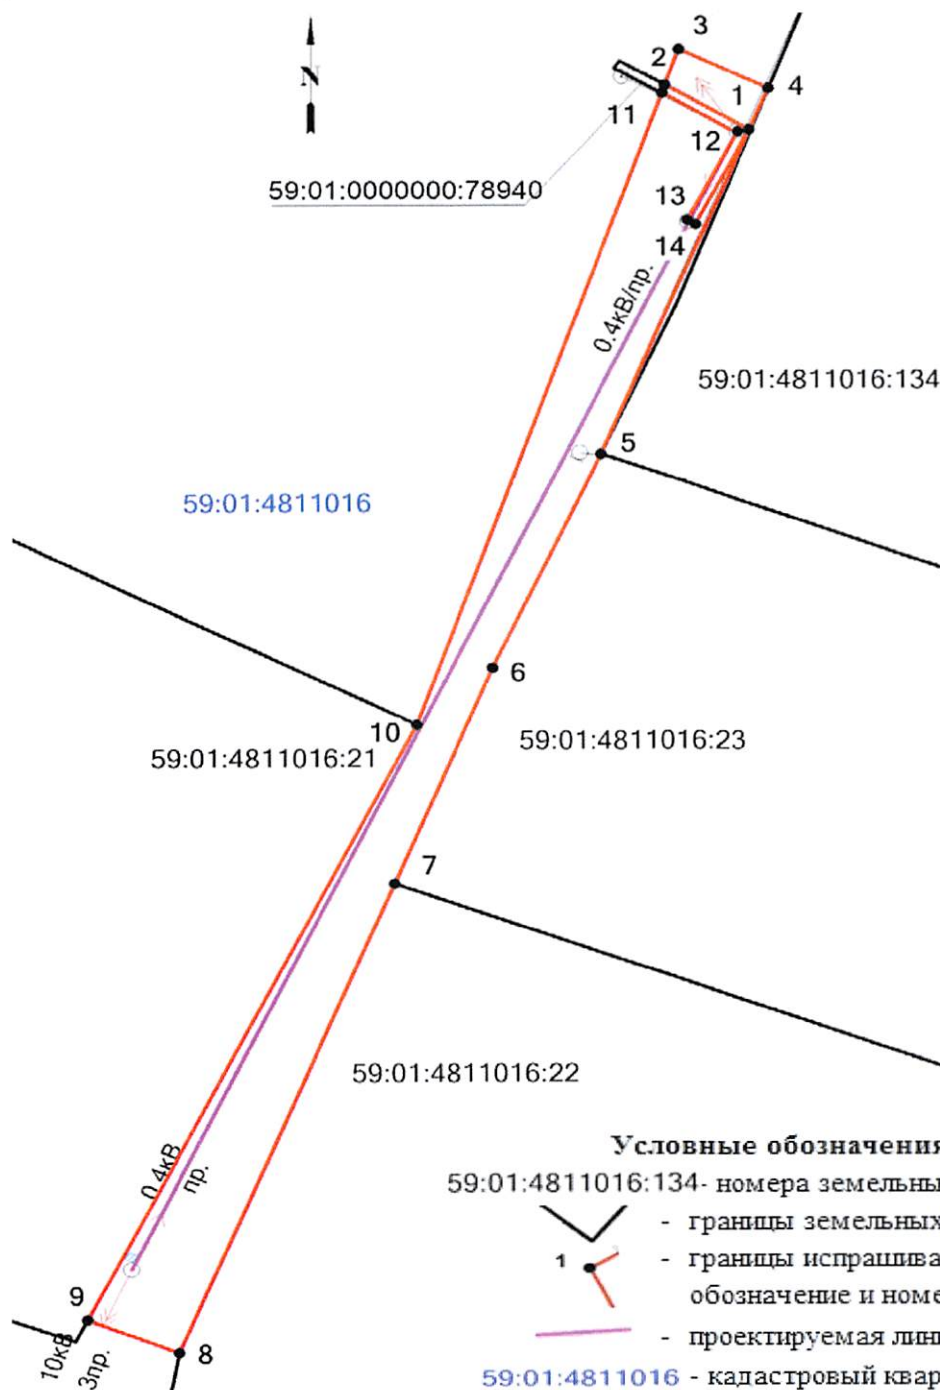 3
N
2
1
4
11
12
59:01:0000000:78940
13
14
0.4кВ/пр.
59:01:4811016:134
5
59:01:4811016
6
10
59:01:4811016:23
59:01:4811016:21
7
59:01:4811016:22
0.4кВ
пр.
9
8
10кВ
3пр.
Условные обозначения
59:01:4811016:134 - номера земельны
- границы земельных
1 - границы испрашива
обозначение и номе
- проектируемая лини
59:01:4811016 - кадастровый квар